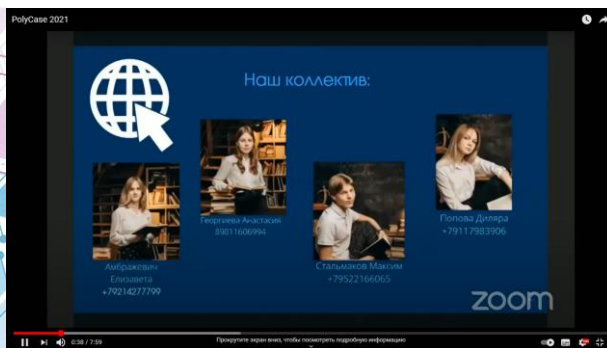 PolyCase 2021
Наш коллектив:
Георгиева Анастасия
89811606994
Попова Диляра
+79117983906
Амбражевич
Елизавета
+79214277799
Стальмаков Максим
+79522166065
zoom
0:38 / 7:59
Прокрутите экран вниз, чтобы посмотреть подробную информацию